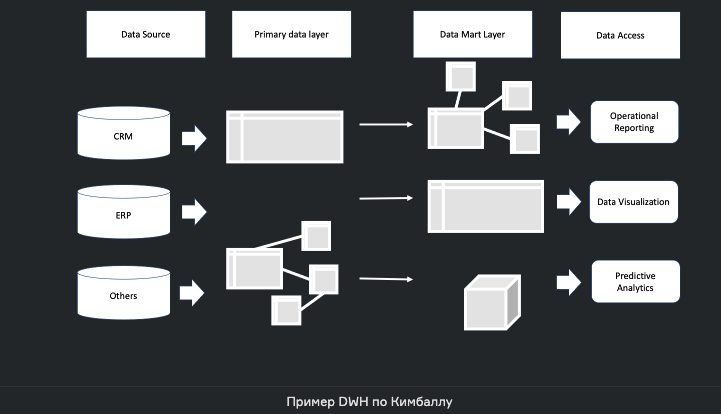 Data Source
Primary data layer
Data Mart Layer
Data Access
CRM
Operational
Reporting
ERP
Data Visualization
Others
Predictive
Analytics
Пример DWH по Кимбаллу